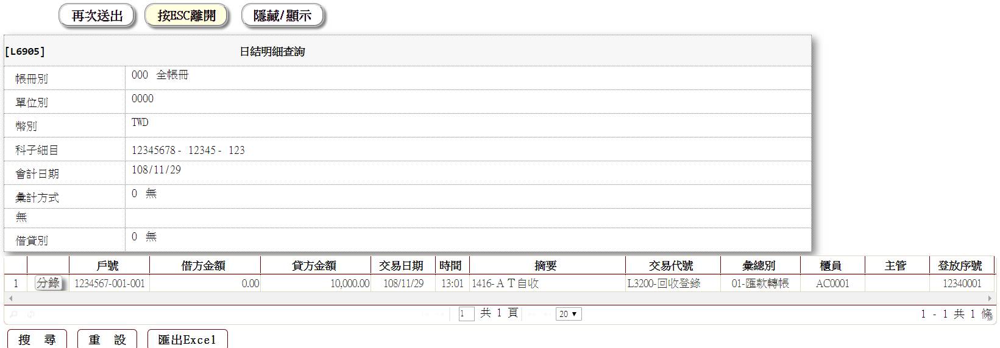 再次送出 按ESC離開 隱藏/顯示
[L6905] 日結明細查詢
帳冊別 000 全帳冊
單位別 0000
幣別 TWD
科子細目 12345678 - 12345 - 123
會計日期 108/11/29
彙計方式 0 無
無
借貸別 0 無
戶號 借方金額 貸方金額 交易日期 時間 摘要 交易代號 彙總別 櫃員 主管 登放序號
1 分錄 1234567-001-001 0.00 10,000.00 108/11/29 13:01 1416-ＡＴ自收 L3200-回收登錄 01-匯款轉帳 AC0001 12340001
1 共 1 頁 20 1 - 1 共 1 條
搜 尋 重 設 匯出Excel